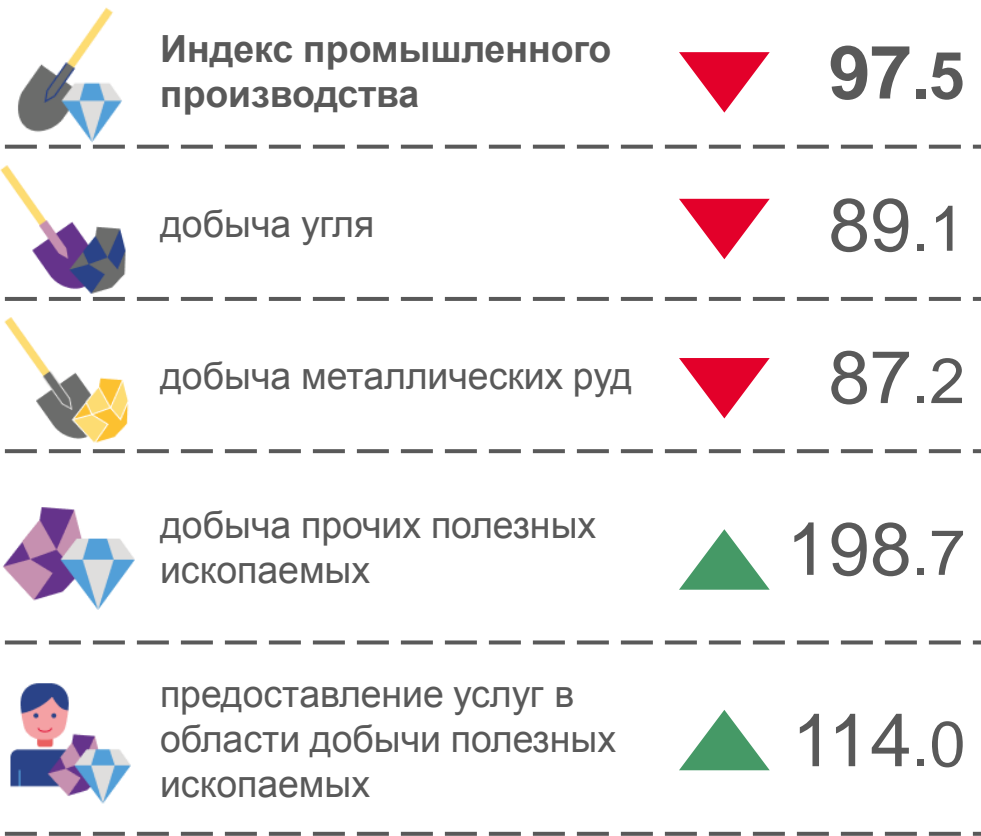 Индекс промышленного
производства
97.5
добыча угля
89.1
добыча металлических руд
87.2
добыча прочих полезных
ископаемых
198.7
предоставление услуг в
области добычи полезных
ископаемых
114.0